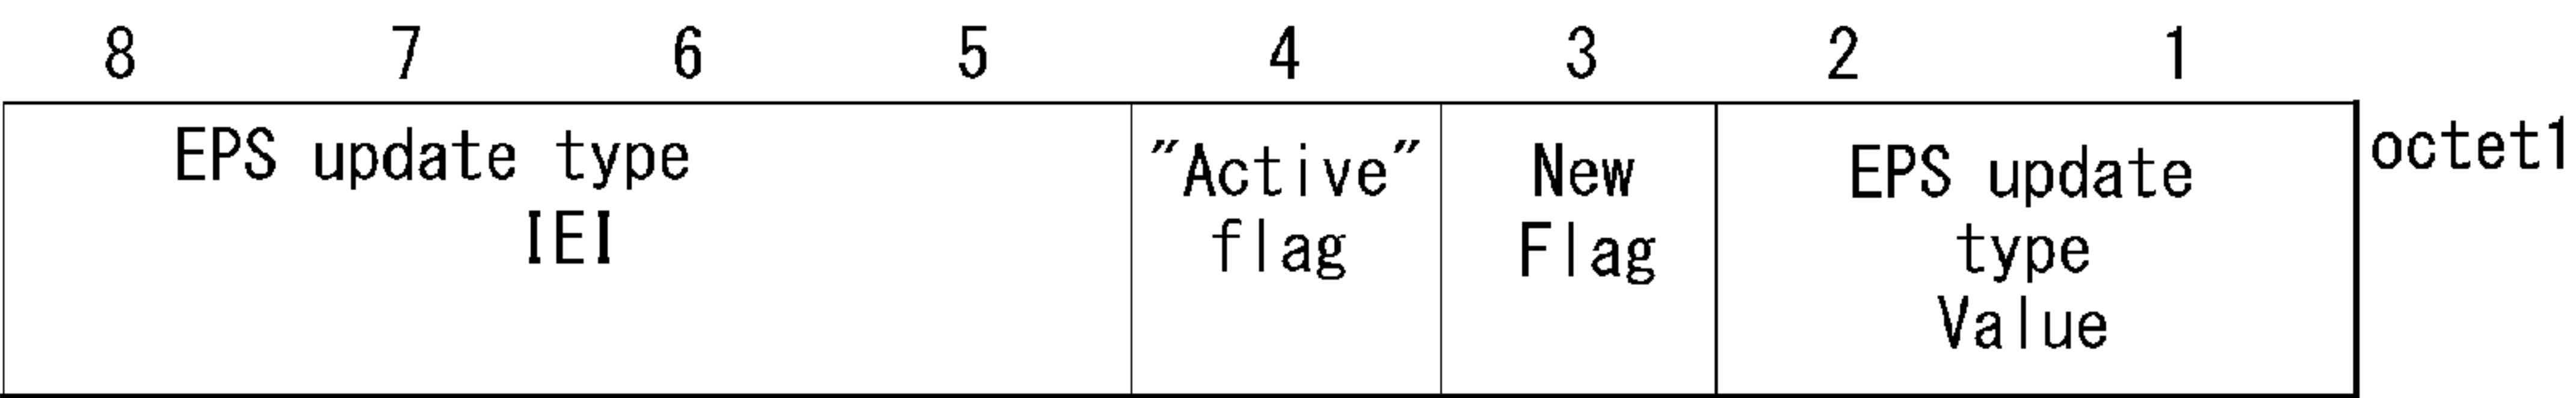 8 7 6 5 4 3 2 1
EPS update type
IEI
"Active"
flag
New
Flag
EPS update
type
Value
octet1